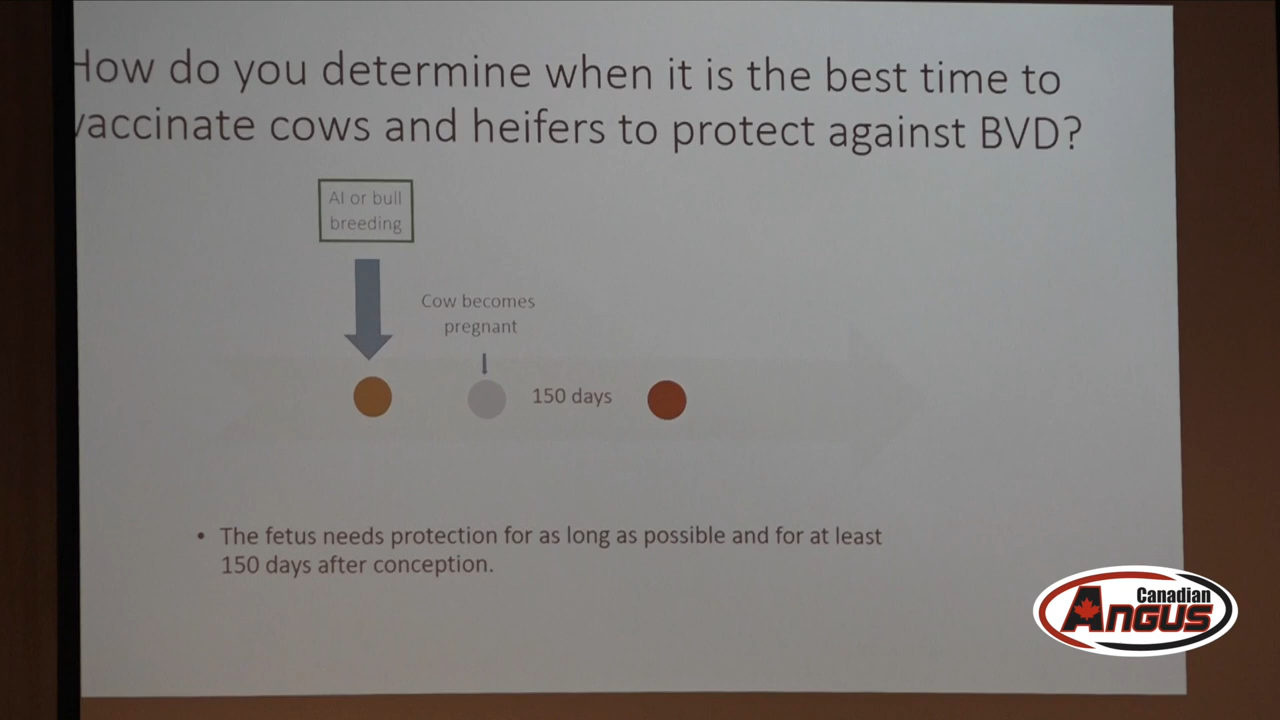 How do you determine when it is the best time to
vaccinate cows and heifers to protect against BVD?
AI or bull
breeding
Cow becomes
pregnant
150 days
• The fetus needs protection for as long as possible and for at least
150 days after conception.
Canadian
ANGUS